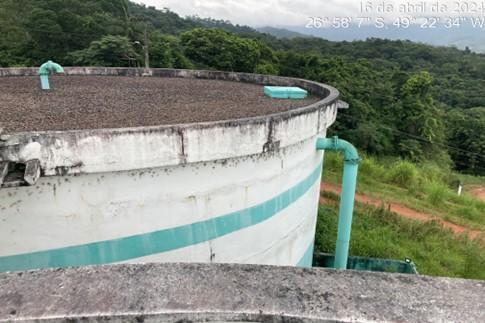 16 de abril de 2024
26° 58' 7" S, 49° 22' 34" W